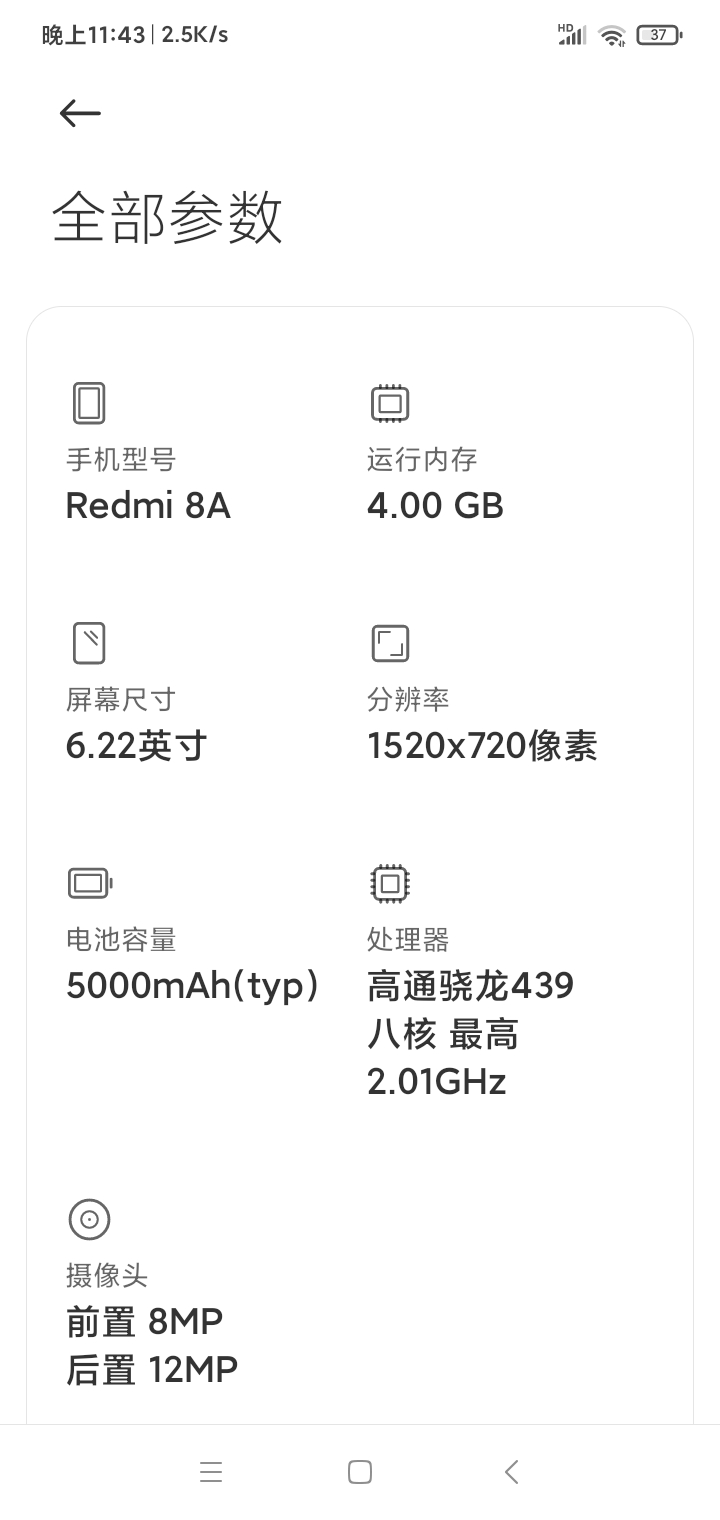 晚上11:43 | 2.5K/s
HD
37
全部参数
手机型号
Redmi 8A
运行内存
4.00 GB
屏幕尺寸
6.22英寸
分辨率
1520x720像素
电池容量
5000mAh(typ)
处理器
高通骁龙439
八核 最高
2.01GHz
摄像头
前置 8MP
后置 12MP